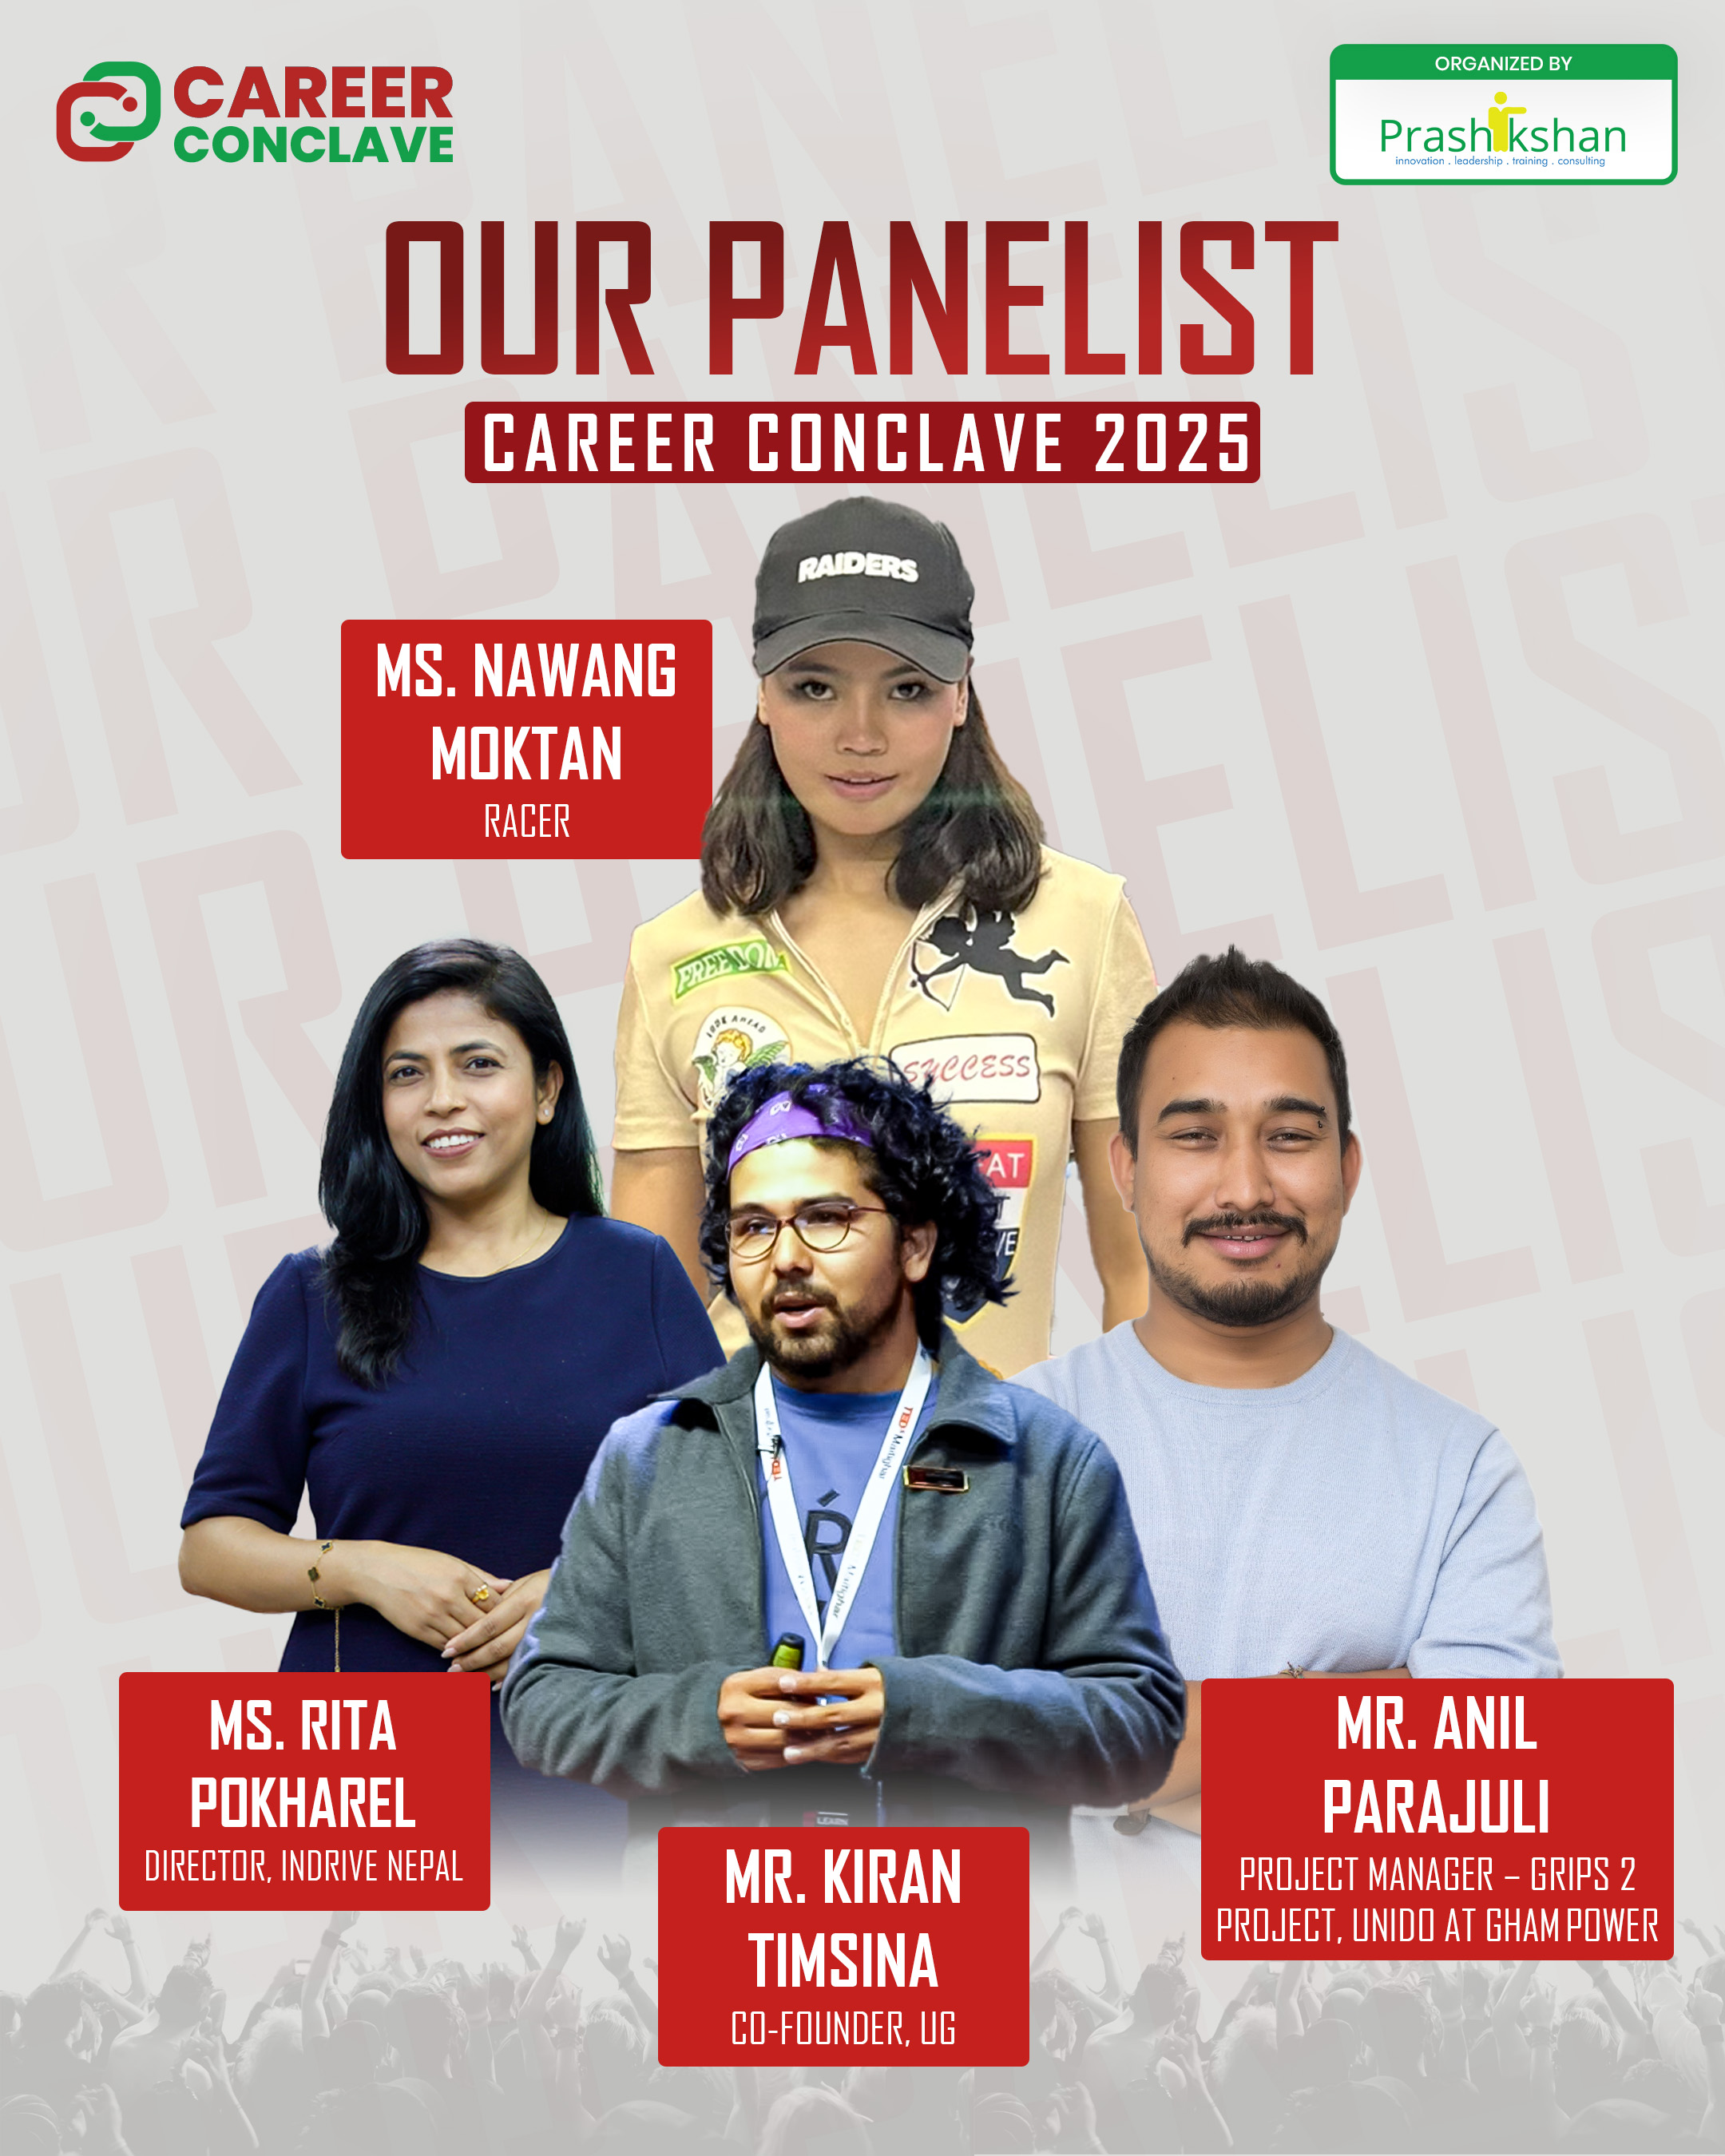 CAREER
CONCLAVE
ORGANIZED BY
Prashikshan
innovation . leadership . training . consulting
OUR PANELIST
CAREER CONCLAVE 2025
RAIDERS
MS. NAWANG
MOKTAN
RACER
FREEDOM
LOOK AHEAD
SUCCESS
MS. RITA
POKHAREL
DIRECTOR, INDRIVE NEPAL
MR. KIRAN
TIMSINA
CO-FOUNDER, UG
MR. ANIL
PARAJULI
PROJECT MANAGER – GRIPS 2
PROJECT, UNIDO AT GHAM POWER